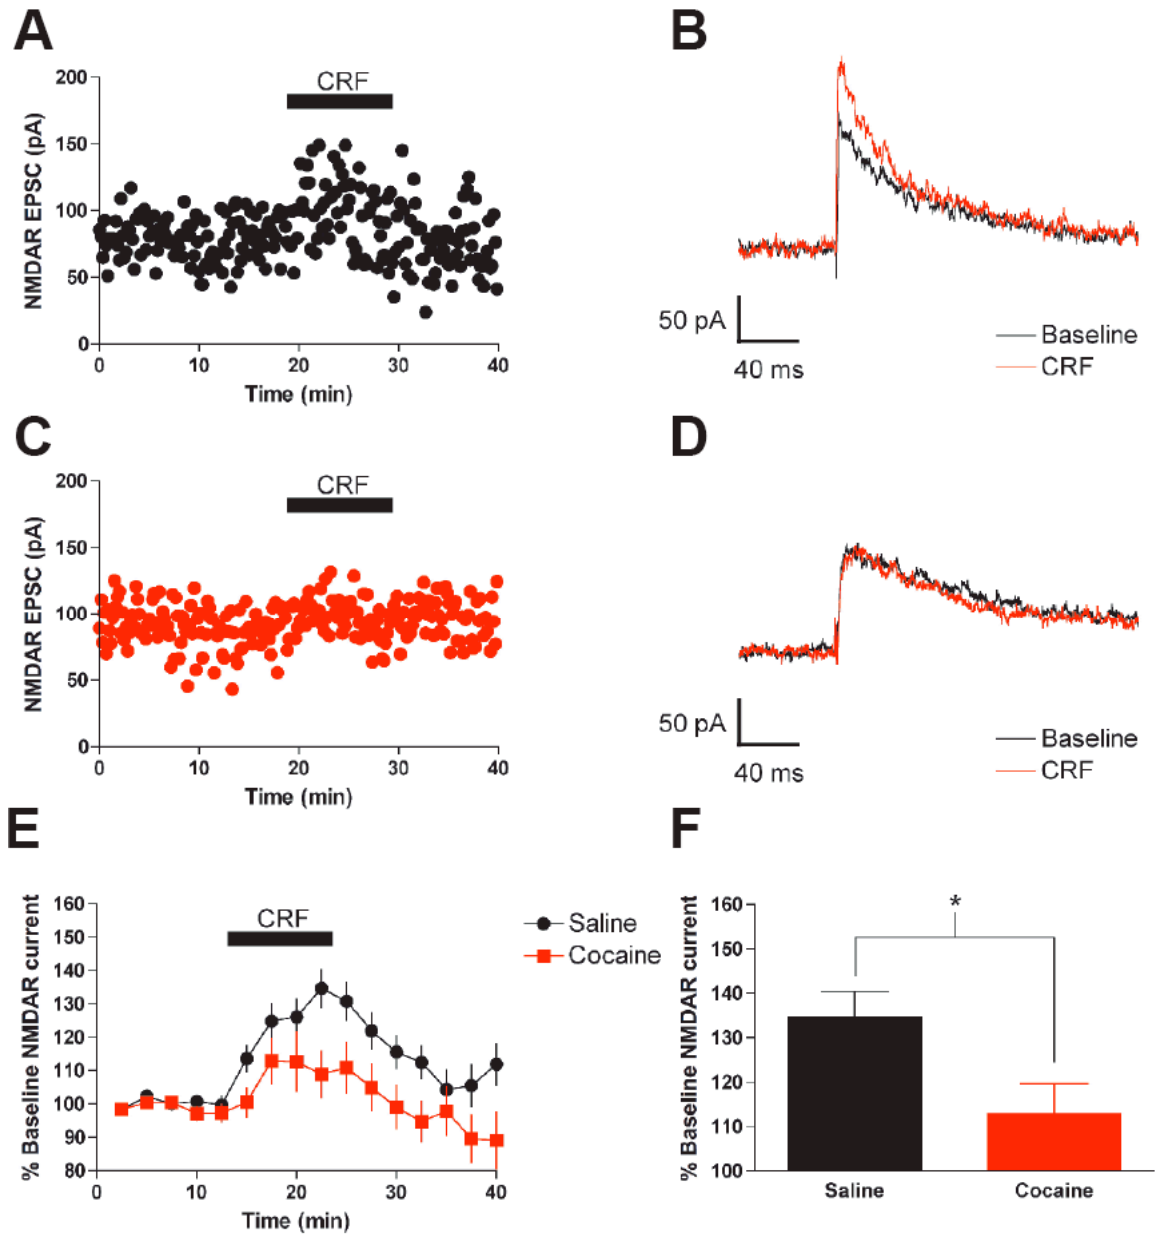 A
NMDAR EPSC (pA)
200
150
100
50
0
CRF
0 10 20 30 40
Time (min)
B
50 pA
40 ms
Baseline
CRF
C
NMDAR EPSC (pA)
200
150
100
50
0
CRF
0 10 20 30 40
Time (min)
D
50 pA
40 ms
Baseline
CRF
E
% Baseline NMDAR current
160
150
140
130
120
110
100
90
80
CRF
Saline
Cocaine
0 10 20 30 40
Time (min)
F
% Baseline NMDAR current
160
150
140
130
120
110
100
*
Saline Cocaine